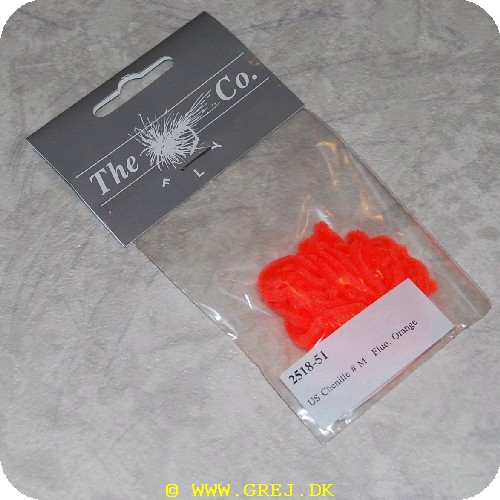 The Co.
FLY
2518-51
US Chenille # M Fluo. Orange
© WWW.GREJ.DK